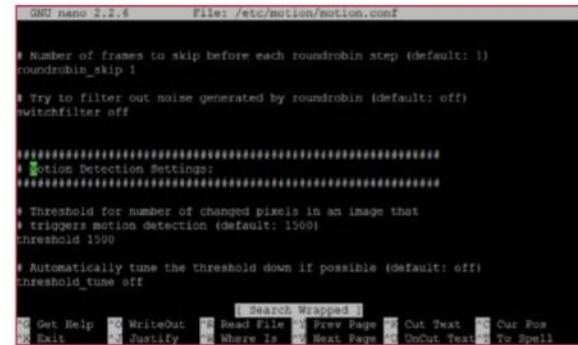 GNU nano 2.2.6 File: /etc/motion/motion.conf
# Number of frames to skip before each roundrobin step (default: 1)
roundrobin_skip 1
# Try to filter out noise generated by roundrobin (default: off)
switchfilter off
############################################################
# Motion Detection Settings:
############################################################
# Threshold for number of changed pixels in an image that
# triggers motion detection (default: 1500)
threshold 1500
# Automatically tune the threshold down if possible (default: off)
threshold_tune off
[ Search Wrapped ]
^G Get Help ^O WriteOut ^R Read File ^Y Prev Page ^K Cut Text ^C Cur Pos
^X Exit ^J Justify ^W Where Is ^V Next Page ^U UnCut Text ^T To Spell